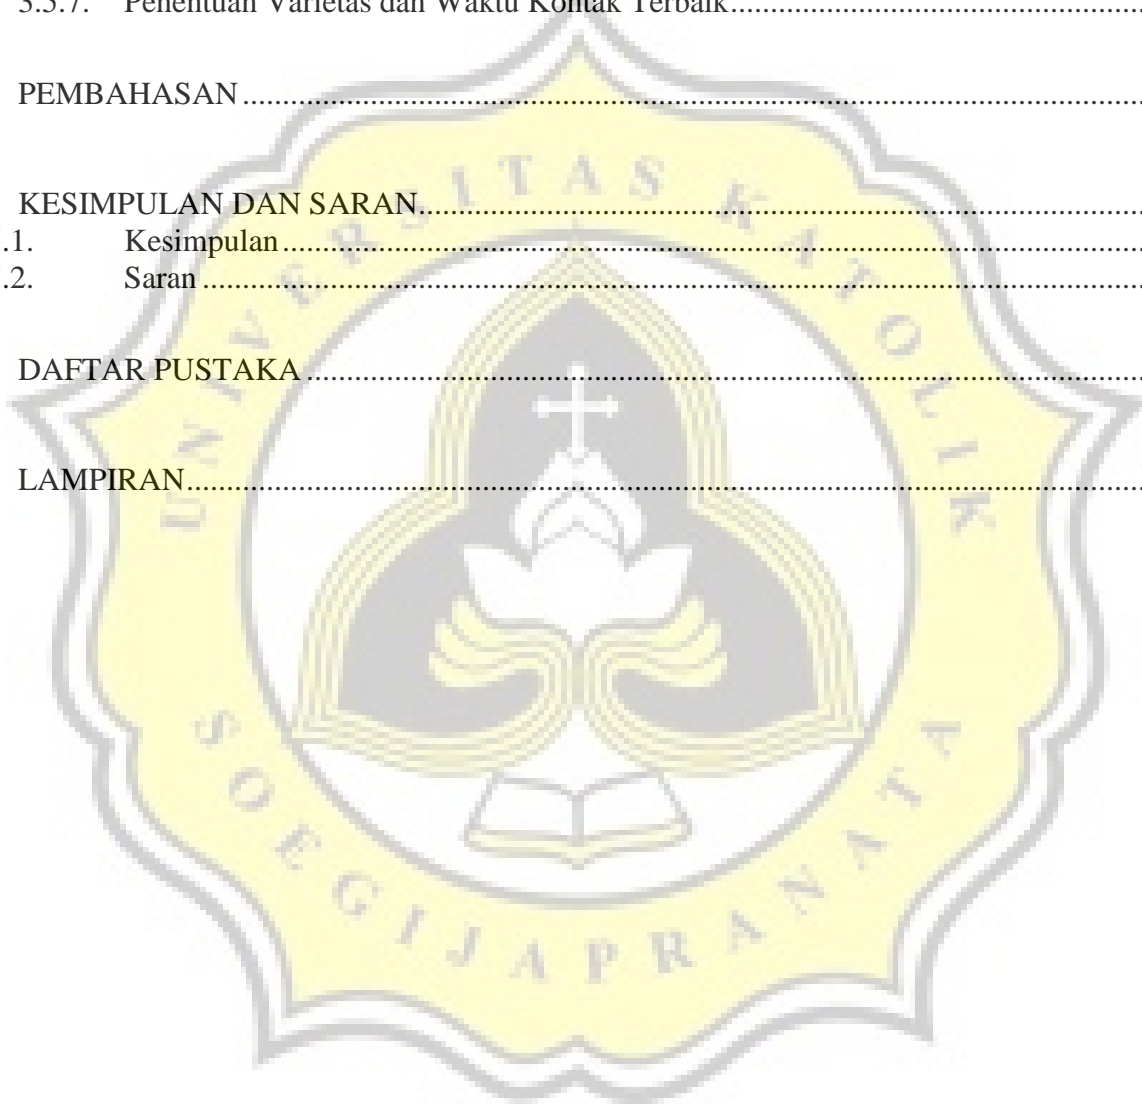 3.5.7. Penentuan Varietas dan Waktu Kontak Terbaik........................................................
PEMBAHASAN........................................................................................................
KESIMPULAN DAN SARAN........................................................................................
.1. Kesimpulan........................................................................................................
.2. Saran........................................................................................................
DAFTAR PUSTAKA........................................................................................................
LAMPIRAN........................................................................................................
UNIVERSITAS KATOLIK
SOEGIJAPRANATA